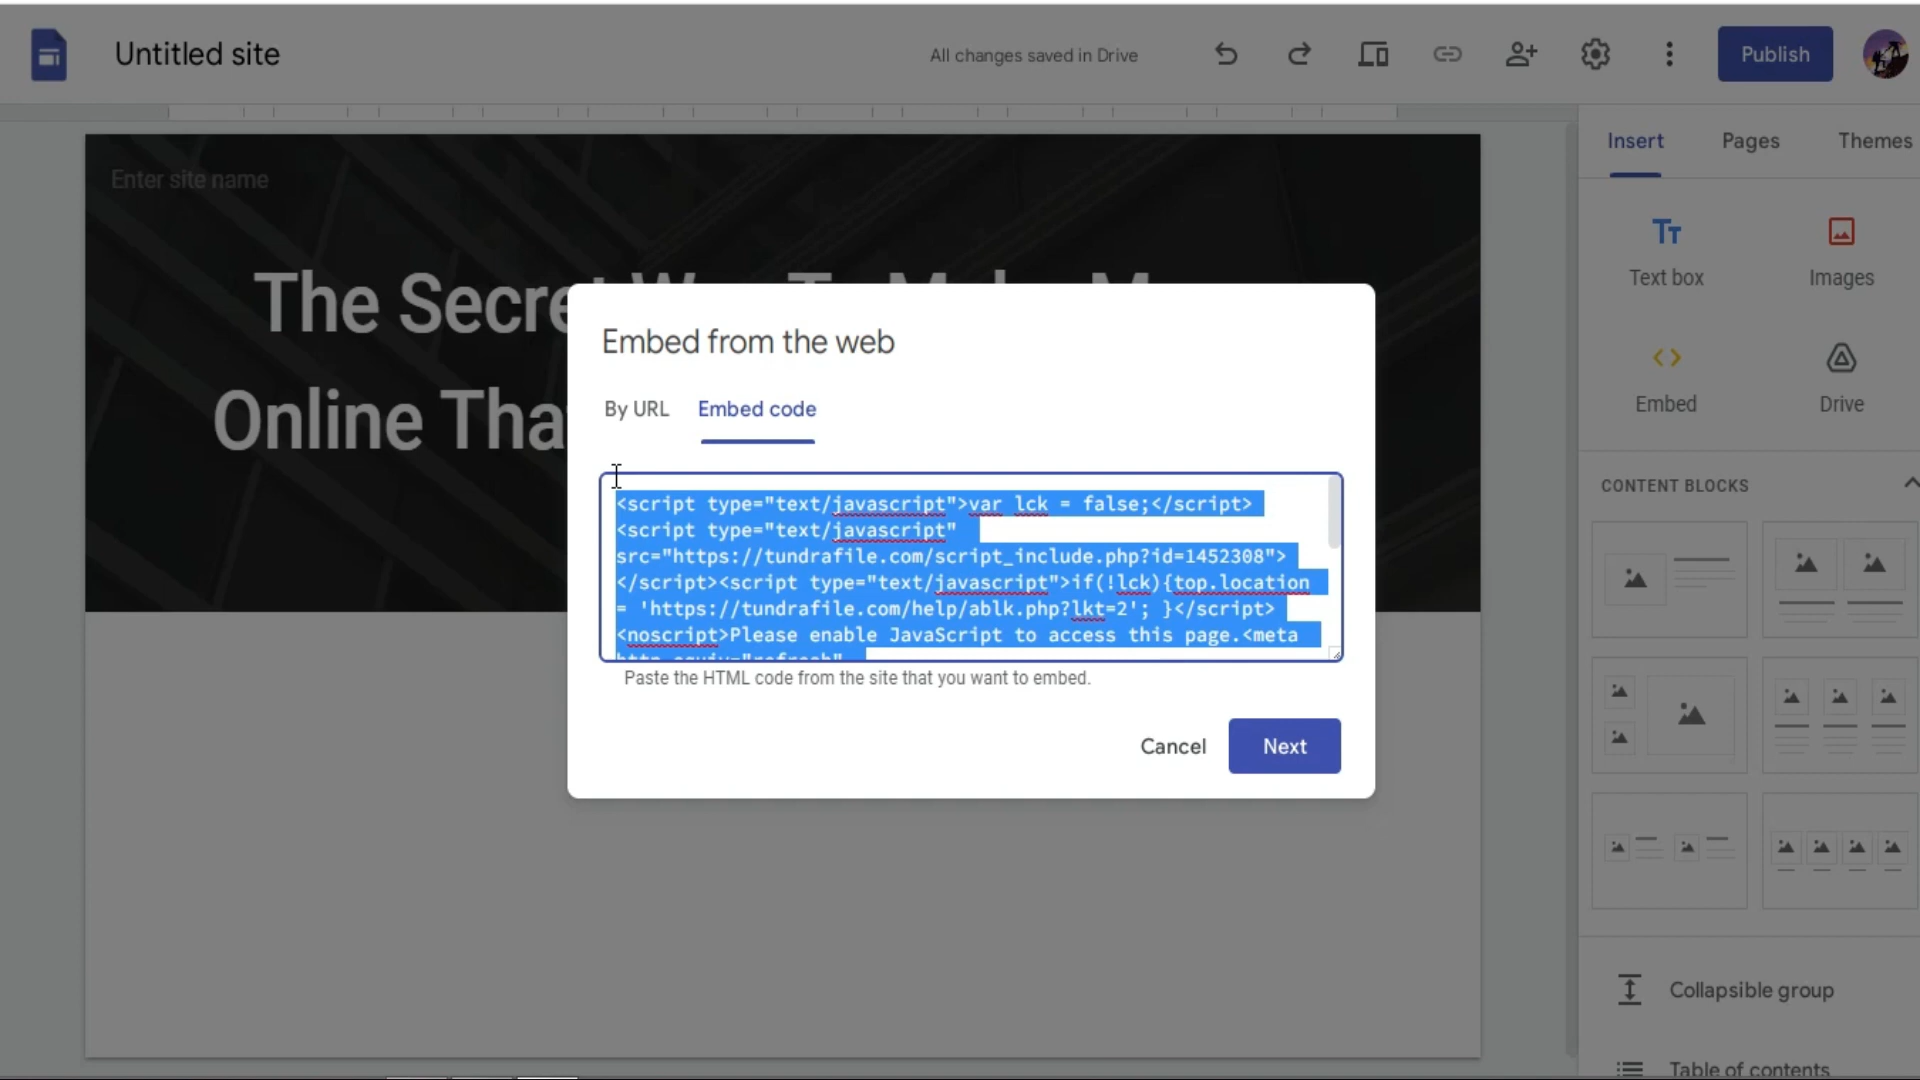 Untitled site
All changes saved in Drive
Publish
Insert
Pages
Themes
Enter site name
The Secre
Online Tha
Embed from the web
By URL
Embed code
<script type="text/javascript">var lck = false;</script>
<script type="text/javascript"
src="https://tundrafile.com/script_include.php?id=1452308">
</script><script type="text/javascript">if(!lck){top.location
= 'https://tundrafile.com/help/ablk.php?lkt=2'; }</script>
<noscript>Please enable JavaScript to access this page.<meta
http-equiv="refresh"
Paste the HTML code from the site that you want to embed.
Cancel
Next
Tt
Text box
Images
Embed
Drive
CONTENT BLOCKS
Collapsible group
Table of contents